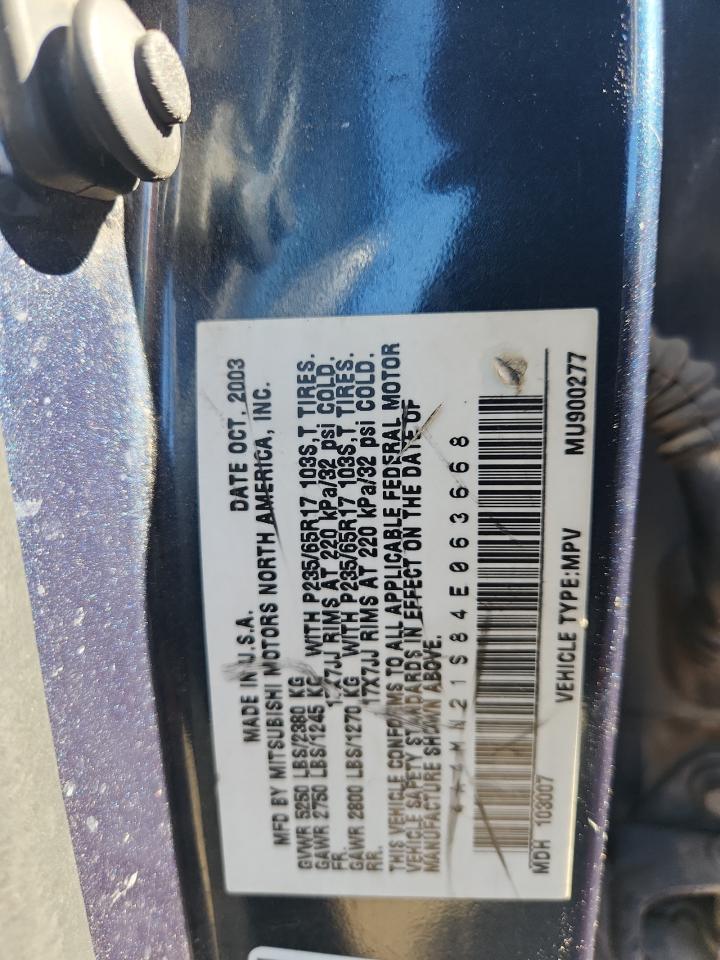 MADE IN U.S.A. DATE OCT, 2003
MFD BY MITSUBISHI MOTORS NORTH AMERICA, INC.
GVWR 5250 LBS/2380 KG
GAWR 2750 LBS/1245 KG WITH P235/65R17 103S,T TIRES.
FR. 17X7JJ RIMS AT 220 kPa/32 psi COLD.
GAWR 2800 LBS/1270 KG, WITH P235/65R17 103S,T TIRES.
RR. 17X7JJ RIMS AT 220 kPa/32 psi COLD.
THIS VEHICLE CONFORMS TO ALL APPLICABLE FEDERAL MOTOR
VEHICLE SAFETY STANDARDS IN EFFECT ON THE DATE OF
MANUFACTURE SHOWN ABOVE.
4A4MN21S84E063668
MDH 103007 VEHICLE TYPE:MPV MU900277